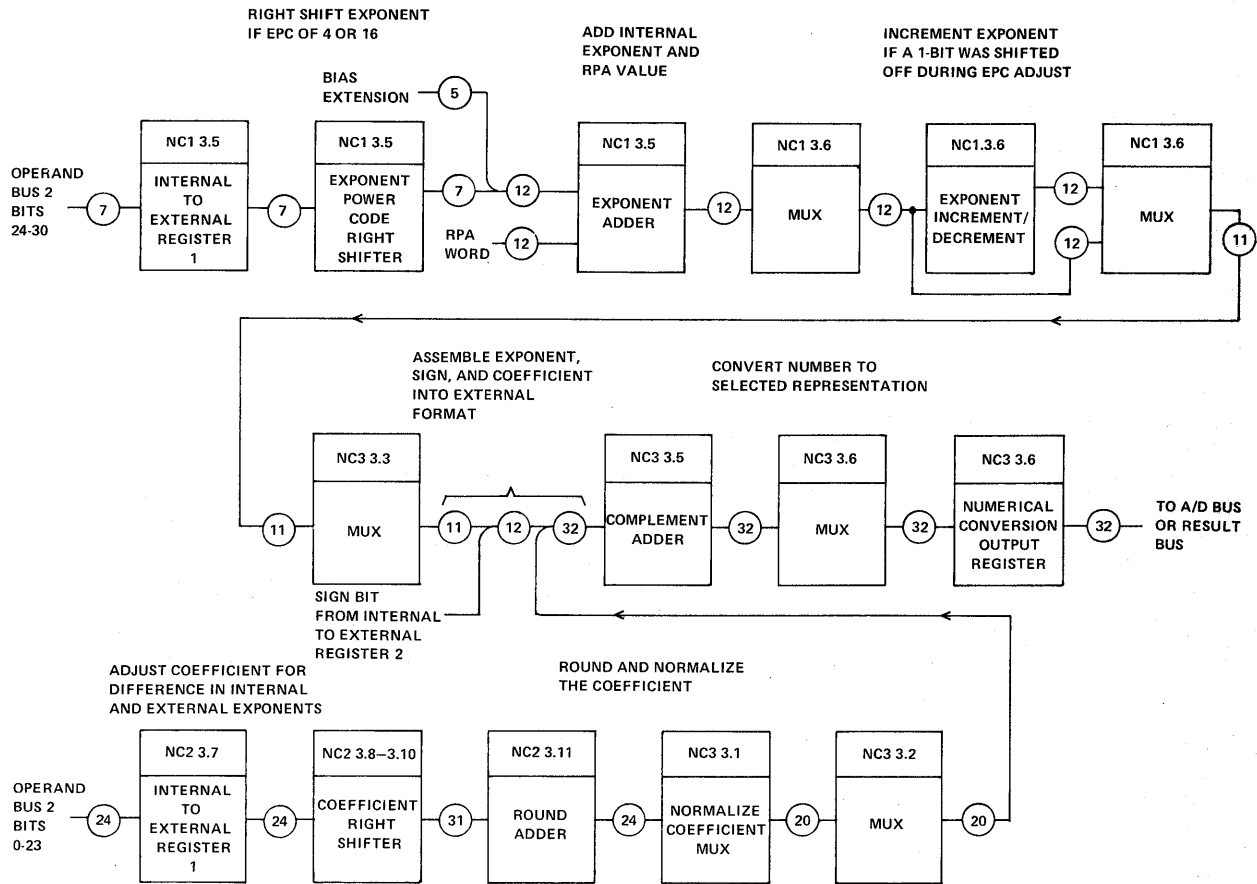 RIGHT SHIFT EXPONENT
IF EPC OF 4 OR 16
ADD INTERNAL
EXPONENT AND
RPA VALUE
INCREMENT EXPONENT
IF A 1-BIT WAS SHIFTED
OFF DURING EPC ADJUST
BIAS
EXTENSION
5
OPERAND
BUS 2
BITS
24-30
7
NC1 3.5
INTERNAL
TO
EXTERNAL
REGISTER
1
7
NC1 3.5
EXPONENT
POWER
CODE
RIGHT
SHIFTER
7
12
RPA
WORD
12
NC1 3.5
EXPONENT
ADDER
12
NC1 3.6
MUX
12
NC1.3.6
EXPONENT
INCREMENT/
DECREMENT
12
12
NC1 3.6
MUX
11
ASSEMBLE EXPONENT,
SIGN, AND COEFFICIENT
INTO EXTERNAL
FORMAT
CONVERT NUMBER TO
SELECTED REPRESENTATION
11
NC3 3.3
MUX
11
12
32
SIGN BIT
FROM INTERNAL
TO EXTERNAL
REGISTER 2
NC3 3.5
COMPLEMENT
ADDER
32
NC3 3.6
MUX
32
NC3 3.6
NUMERICAL
CONVERSION
OUTPUT
REGISTER
32
TO A/D BUS
OR RESULT
BUS
ADJUST COEFFICIENT FOR
DIFFERENCE IN INTERNAL
AND EXTERNAL EXPONENTS
ROUND AND NORMALIZE
THE COEFFICIENT
OPERAND
BUS 2
BITS
0-23
24
NC2 3.7
INTERNAL
TO
EXTERNAL
REGISTER
1
24
NC2 3.8–3.10
COEFFICIENT
RIGHT
SHIFTER
31
NC2 3.11
ROUND
ADDER
24
NC3 3.1
NORMALIZE
COEFFICIENT
MUX
20
NC3 3.2
MUX
20